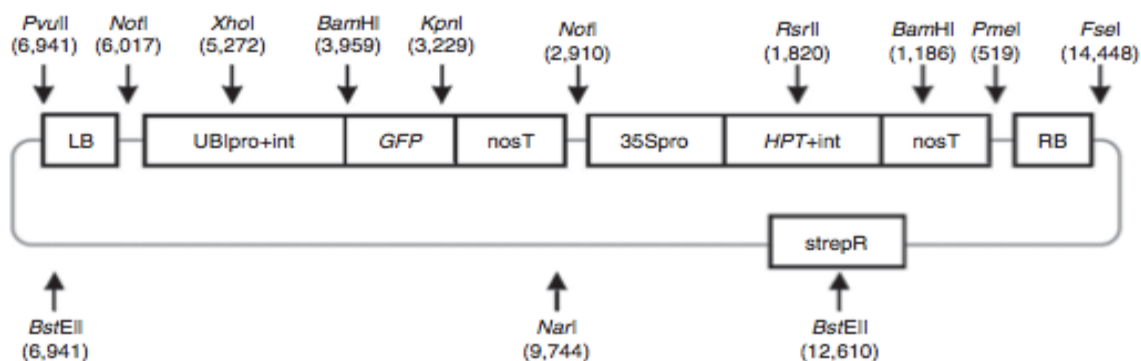 PvuII NotI XhoI BamHI KpnI NotI RsrII BamHI PmeI FseI
(6,941) (6,017) (5,272) (3,959) (3,229) (2,910) (1,820) (1,186) (519) (14,448)
LB UBIpro+int GFP nosT 35Spro HPT+int nosT RB
strepR
BstEII NarI BstEII
(6,941) (9,744) (12,610)